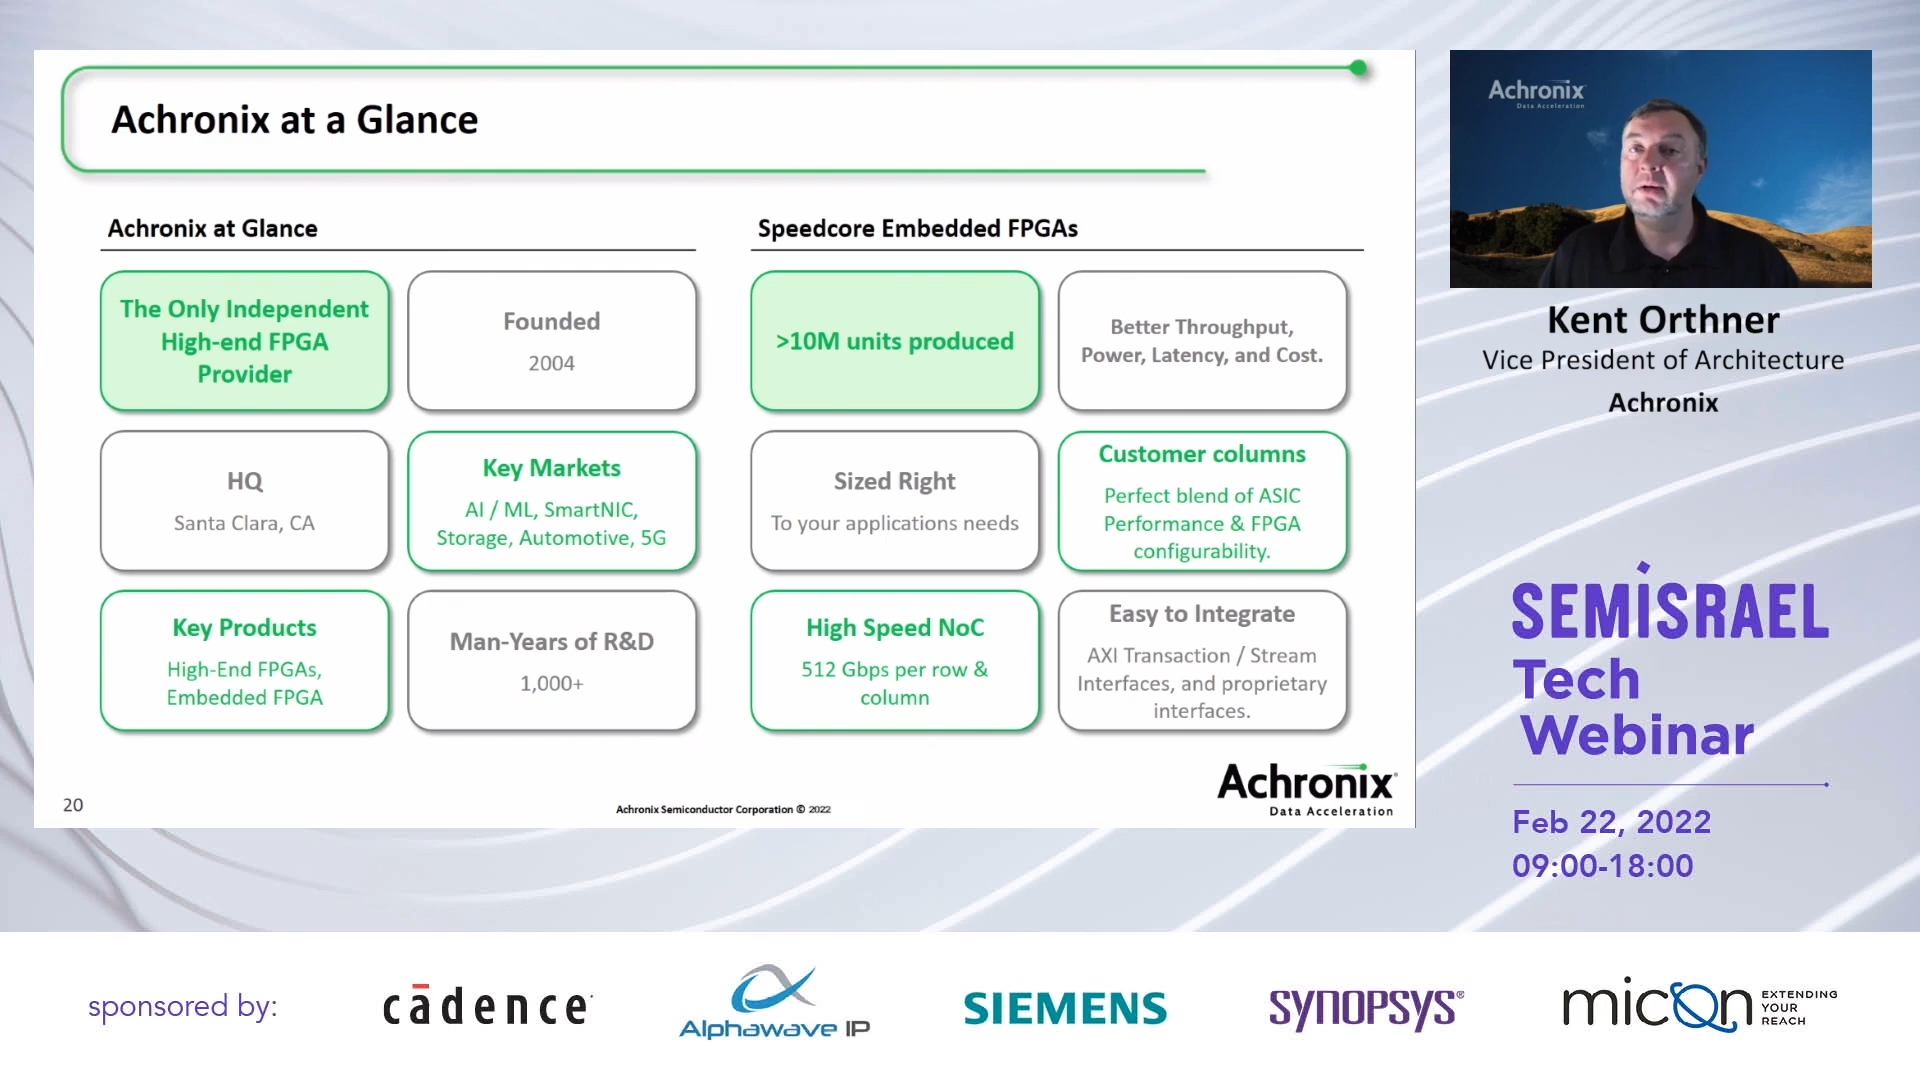 Achronix at a Glance
Achronix at Glance
The Only Independent
High-end FPGA
Provider
Founded
2004
HQ
Santa Clara, CA
Key Markets
AI / ML, SmartNIC,
Storage, Automotive, 5G
Key Products
High-End FPGAs,
Embedded FPGA
Man-Years of R&D
1,000+
Speedcore Embedded FPGAs
>10M units produced
Better Throughput,
Power, Latency, and Cost.
Sized Right
To your applications needs
Customer columns
Perfect blend of ASIC
Performance & FPGA
configurability.
High Speed NoC
512 Gbps per row &
column
Easy to Integrate
AXI Transaction / Stream
Interfaces, and proprietary
interfaces.
20
Achronix Semiconductor Corporation © 2022
Achronix
Data Acceleration
Achronix
Data Acceleration
Kent Orthner
Vice President of Architecture
Achronix
SEMISRAEL
Tech
Webinar
Feb 22, 2022
09:00-18:00
sponsored by:
cādence
Alphawave IP
SIEMENS
SYNOPSYS®
micon
EXTENDING
YOUR
REACH